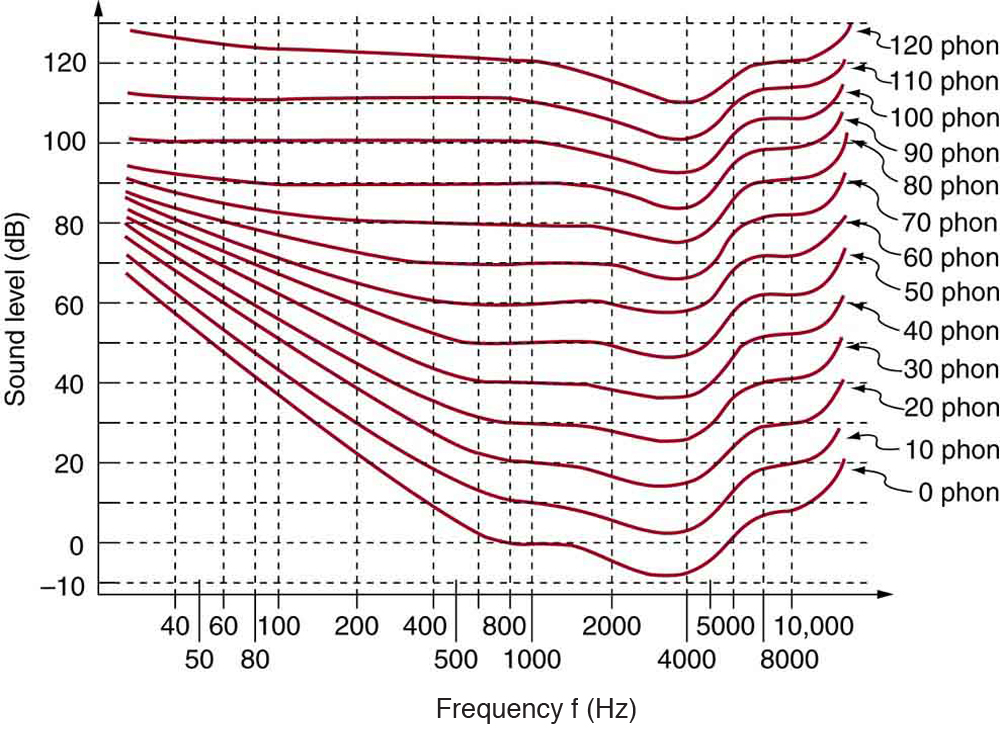 Sound level (dB)
120
100
80
60
40
20
0
–10
120 phon
110 phon
100 phon
90 phon
80 phon
70 phon
60 phon
50 phon
40 phon
30 phon
20 phon
10 phon
0 phon
40 60 100 200 400 800 2000 5000 10,000
50 80 500 1000 4000 8000
Frequency f (Hz)